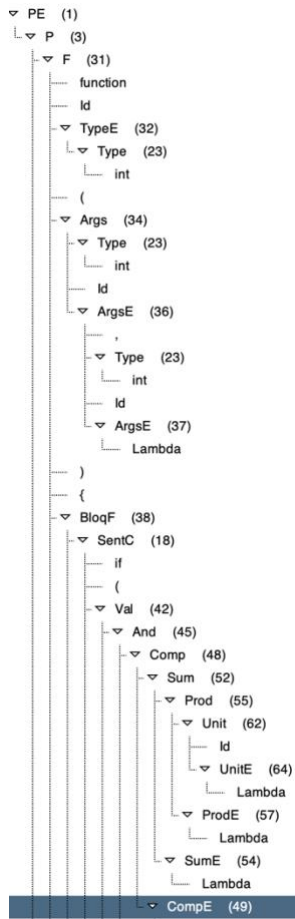 PE (1)
P (3)
F (31)
function
Id
TypeE (32)
Type (23)
int
(
Args (34)
Type (23)
int
Id
ArgsE (36)
,
Type (23)
int
Id
ArgsE (37)
Lambda
)
{
BloqF (38)
SentC (18)
if
(
Val (42)
And (45)
Comp (48)
Sum (52)
Prod (55)
Unit (62)
Id
UnitE (64)
Lambda
ProdE (57)
Lambda
SumE (54)
Lambda
CompE (49)